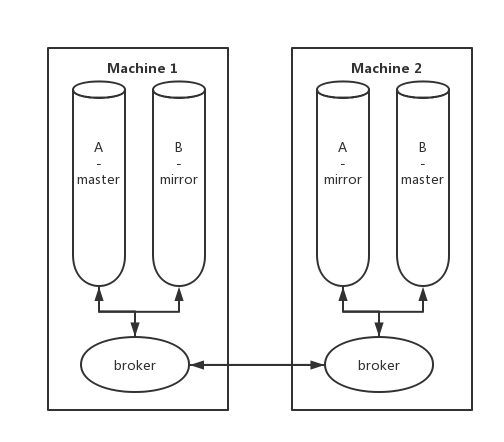 Machine 1
A
-
master
B
-
mirror
broker
Machine 2
A
-
mirror
B
-
master
broker